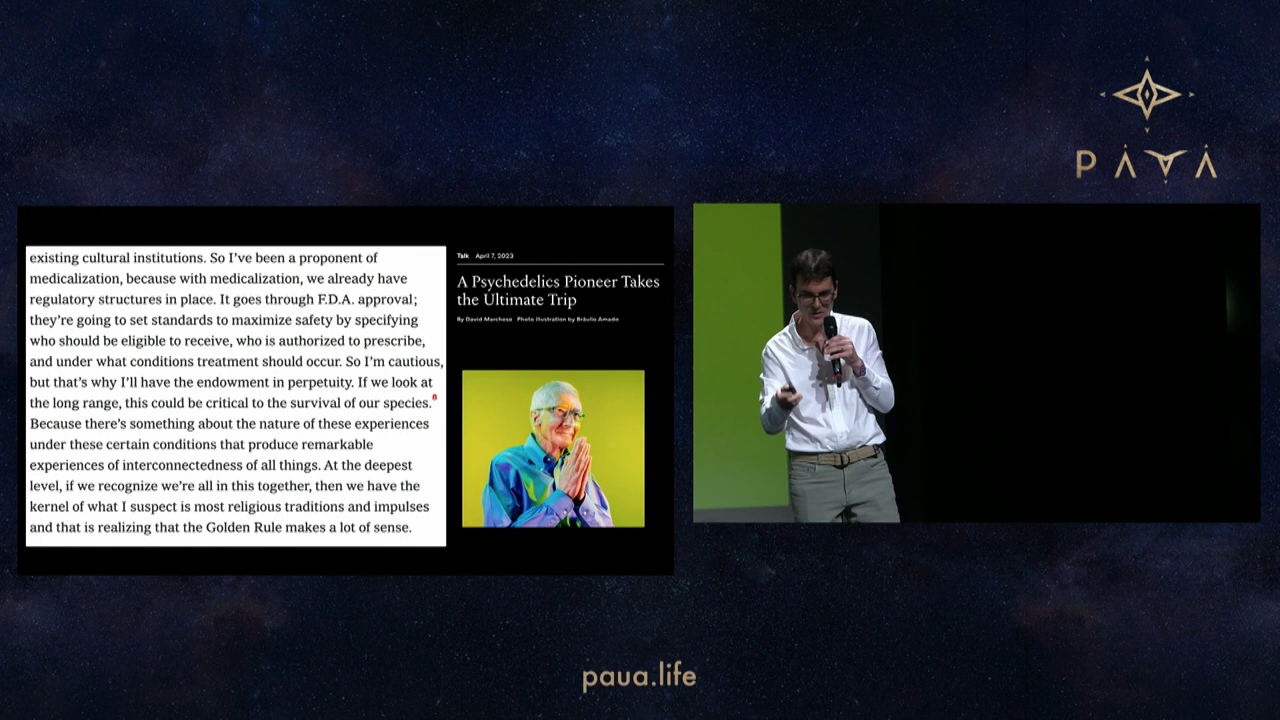 existing cultural institutions. So I've been a proponent of
medicalization, because with medicalization, we already have
regulatory structures in place. It goes through F.D.A. approval;
they're going to set standards to maximize safety by specifying
who should be eligible to receive, who is authorized to prescribe,
and under what conditions treatment should occur. So I'm cautious,
but that's why I'll have the endowment in perpetuity. If we look at
the long range, this could be critical to the survival of our species.8
Because there's something about the nature of these experiences
under these certain conditions that produce remarkable
experiences of interconnectedness of all things. At the deepest
level, if we recognize we're all in this together, then we have the
kernel of what I suspect is most religious traditions and impulses
and that is realizing that the Golden Rule makes a lot of sense.
Talk April 7, 2023
A Psychedelics Pioneer Takes
the Ultimate Trip
By David Marchese Photo illustration by Bráulio Amado
PAVA
paua.life